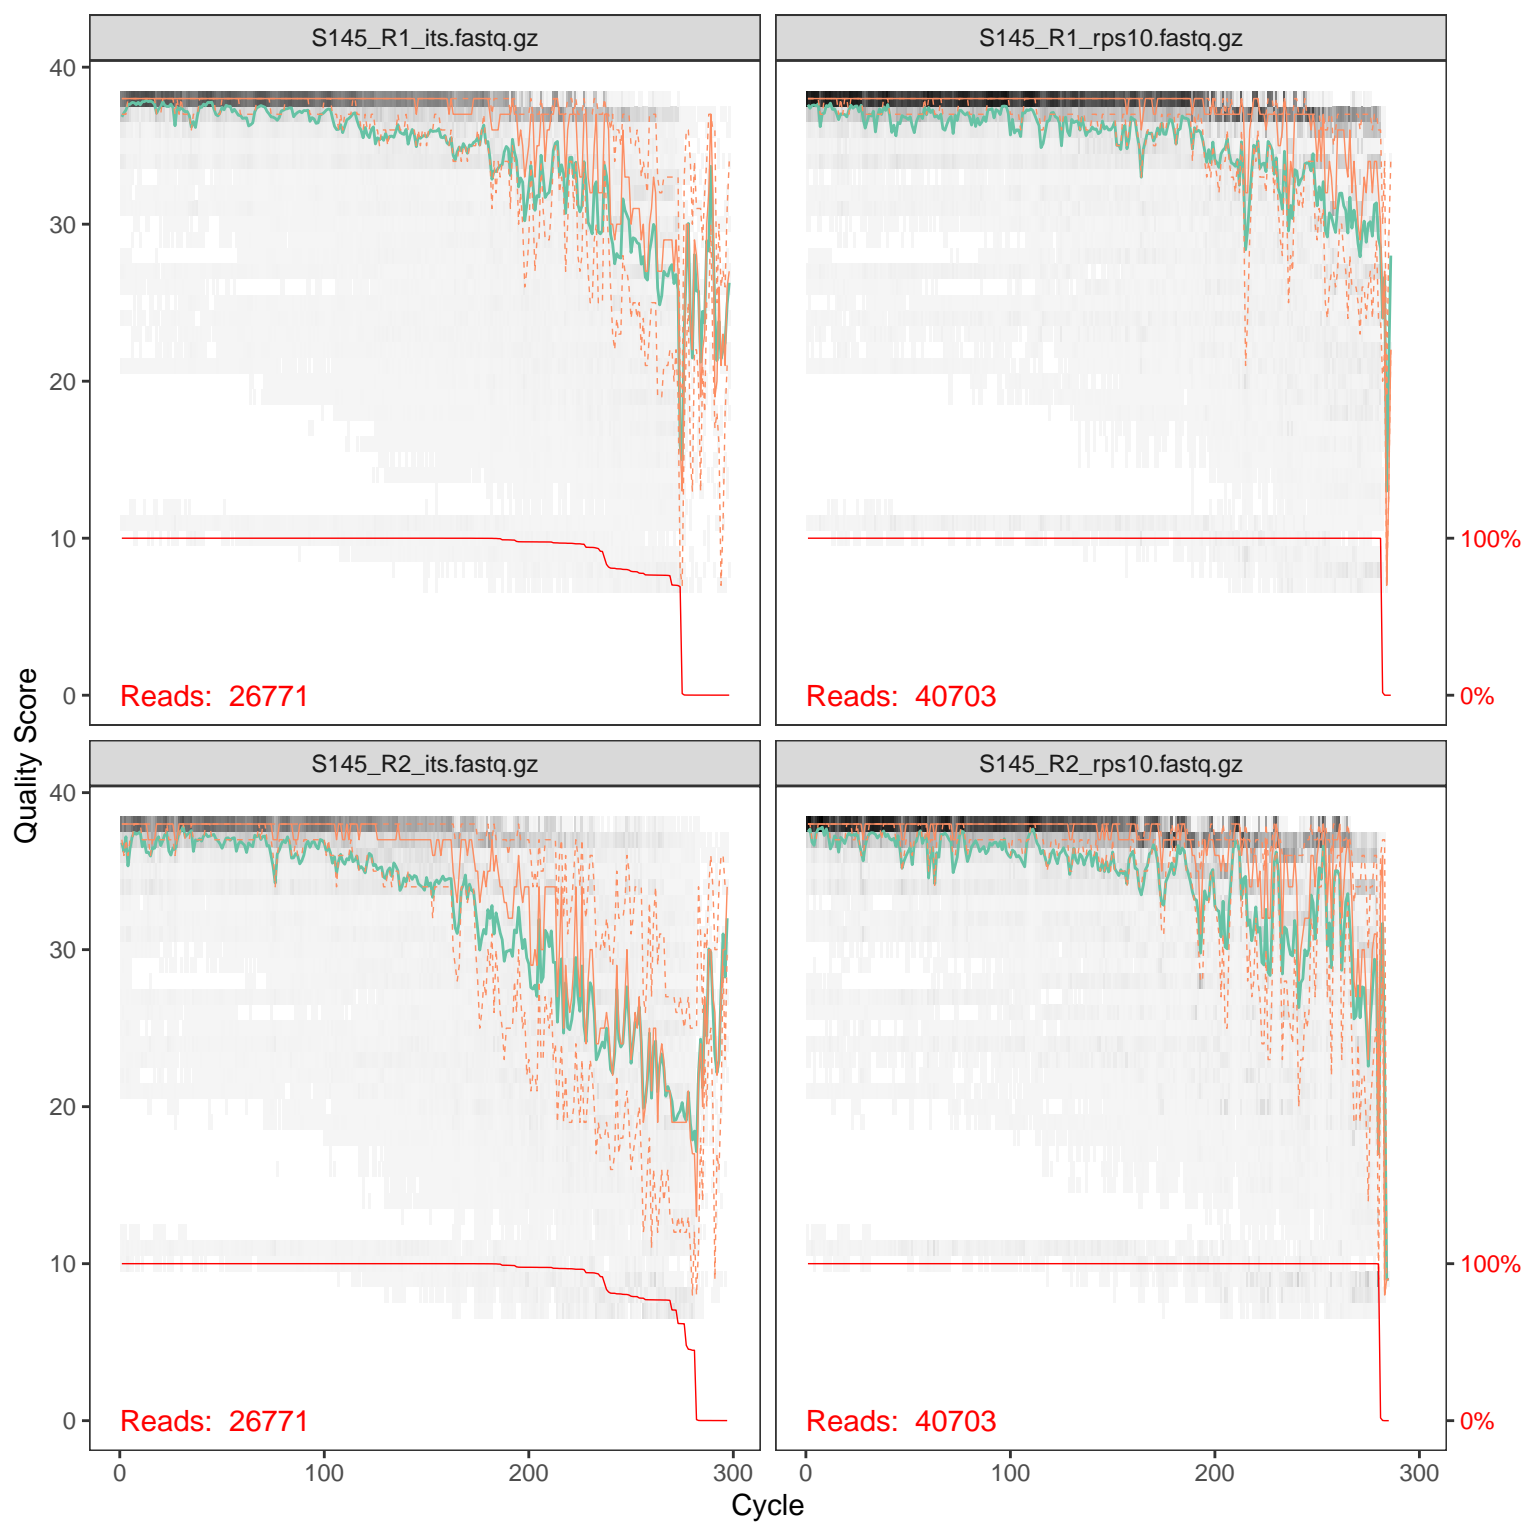 S145_R1_its.fastq.gz
S145_R1_rps10.fastq.gz
40
30
20
10
0
Reads: 26771
Reads: 40703
100%
0%
Quality Score
S145_R2_its.fastq.gz
S145_R2_rps10.fastq.gz
40
30
20
10
0
Reads: 26771
Reads: 40703
100%
0%
0 100 200 300
0 100 200 300
Cycle